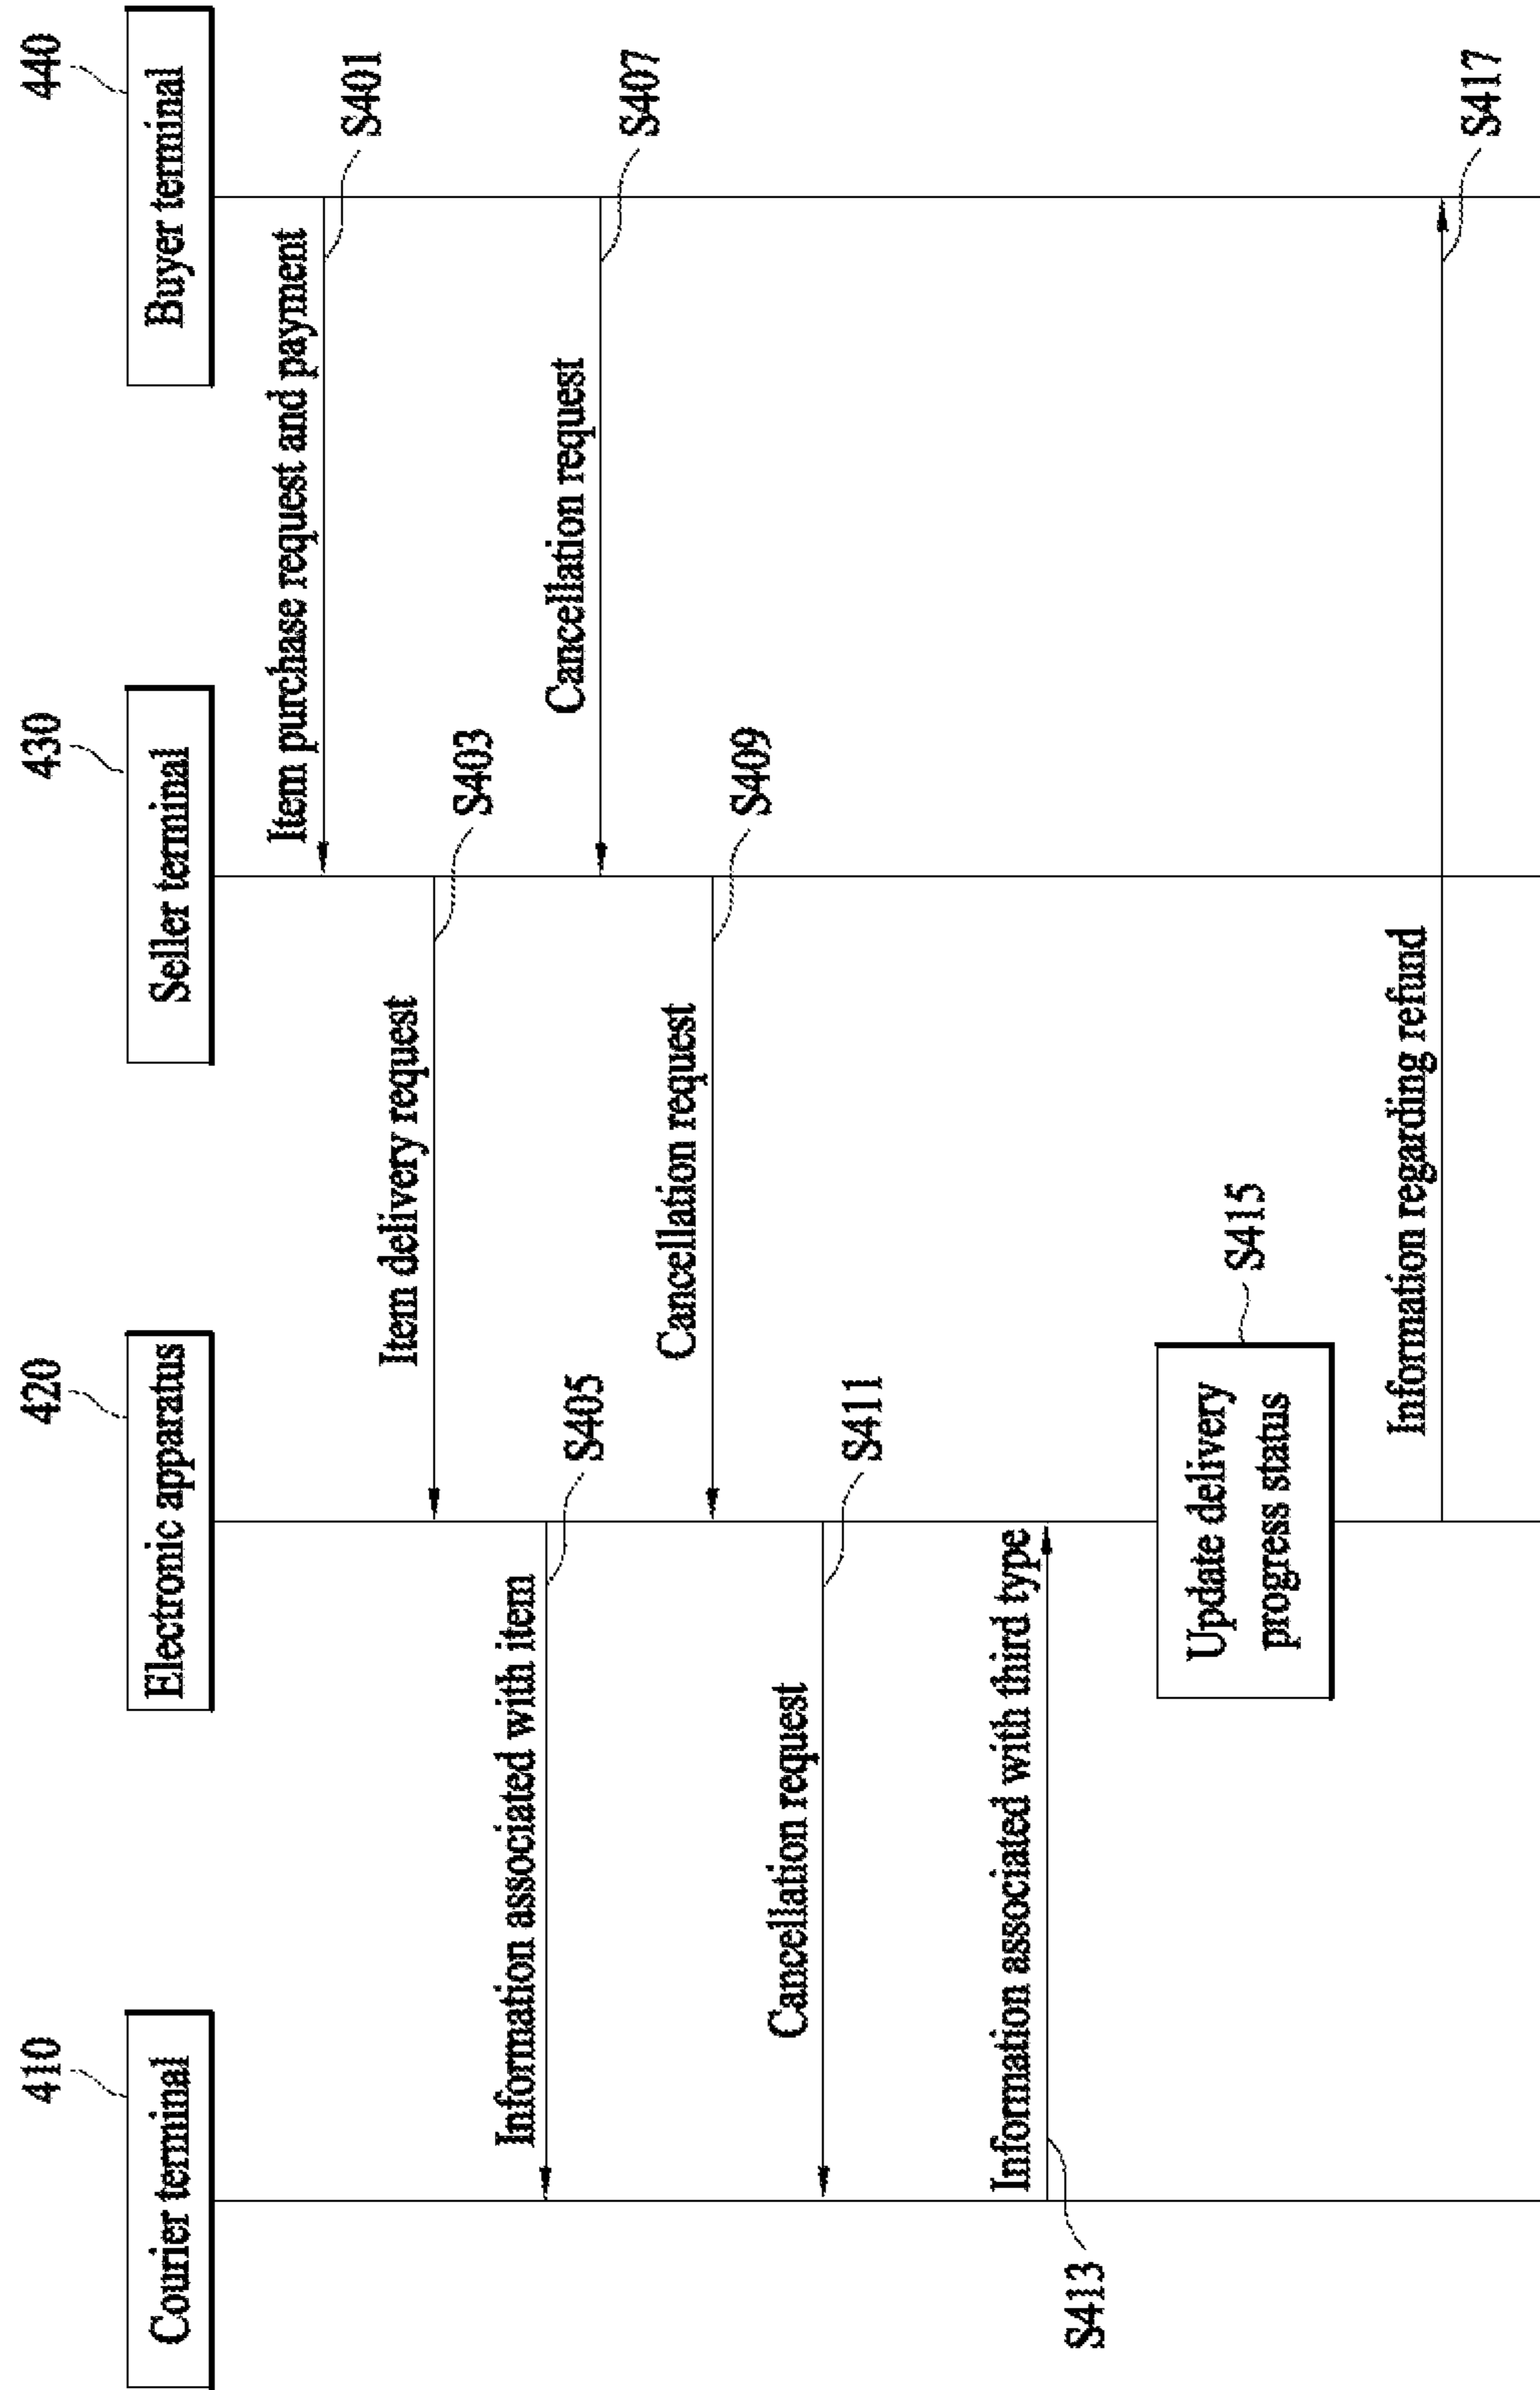 410
420
430
440
Courier terminal
Electronic apparatus
Seller terminal
Buyer terminal
Item purchase request and payment
S401
Item delivery request
S403
Information associated with item
S405
Cancellation request
S407
Cancellation request
S409
Cancellation request
S411
Information associated with third type
S413
Update delivery
progress status
S415
Information regarding refund
S417